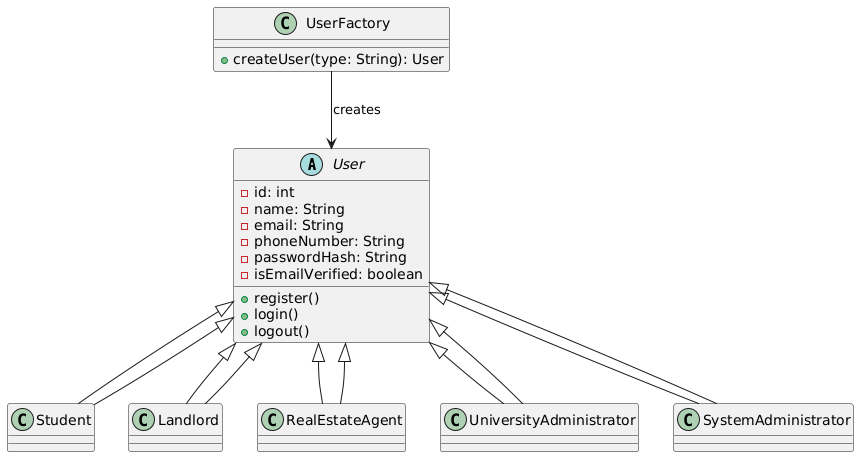 C UserFactory
createUser(type: String): User
creates
A User
id: int
name: String
email: String
phoneNumber: String
passwordHash: String
isEmailVerified: boolean
register()
login()
logout()
C Student
C Landlord
C RealEstateAgent
C UniversityAdministrator
C SystemAdministrator